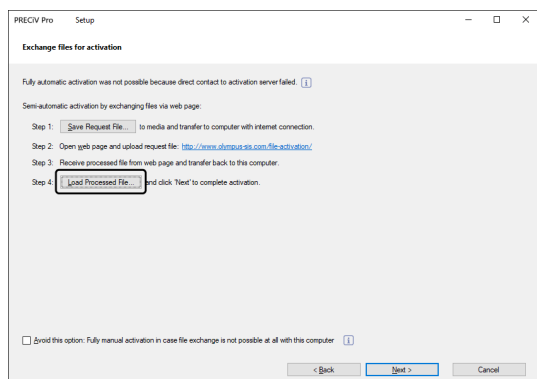 PRECiV Pro Setup
Exchange files for activation
Fully automatic activation was not possible because direct contact to activation server failed. i
Semi-automatic activation by exchanging files via web page:
Step 1: Save Request File... to media and transfer to computer with internet connection.
Step 2: Open web page and upload request file: http://www.olympus-sis.com/file-activation/
Step 3: Receive processed file from web page and transfer back to this computer.
Step 4: Load Processed File... and click 'Next' to complete activation.
Avoid this option: Fully manual activation in case file exchange is not possible at all with this computer i
< Back Next > Cancel